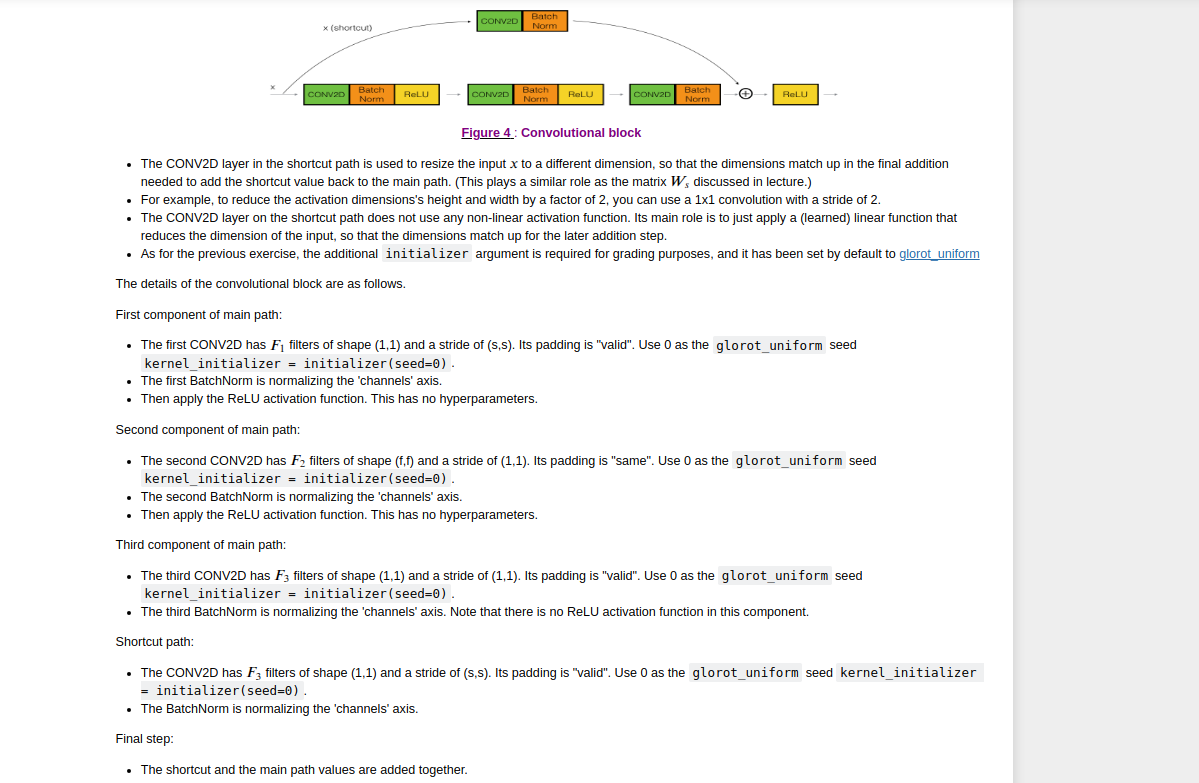 x (shortcut)
CONV2D Batch Norm
x
CONV2D Batch Norm ReLU CONV2D Batch Norm ReLU CONV2D Batch Norm ReLU
Figure 4 : Convolutional block
• The CONV2D layer in the shortcut path is used to resize the input x to a different dimension, so that the dimensions match up in the final addition
needed to add the shortcut value back to the main path. (This plays a similar role as the matrix Wₛ discussed in lecture.)
• For example, to reduce the activation dimensions's height and width by a factor of 2, you can use a 1x1 convolution with a stride of 2.
• The CONV2D layer on the shortcut path does not use any non-linear activation function. Its main role is to just apply a (learned) linear function that
reduces the dimension of the input, so that the dimensions match up for the later addition step.
• As for the previous exercise, the additional initializer argument is required for grading purposes, and it has been set by default to glorot_uniform
The details of the convolutional block are as follows.
First component of main path:
• The first CONV2D has F₁ filters of shape (1,1) and a stride of (s,s). Its padding is "valid". Use 0 as the glorot_uniform seed
kernel_initializer = initializer(seed=0) .
• The first BatchNorm is normalizing the 'channels' axis.
• Then apply the ReLU activation function. This has no hyperparameters.
Second component of main path:
• The second CONV2D has F₂ filters of shape (f,f) and a stride of (1,1). Its padding is "same". Use 0 as the glorot_uniform seed
kernel_initializer = initializer(seed=0) .
• The second BatchNorm is normalizing the 'channels' axis.
• Then apply the ReLU activation function. This has no hyperparameters.
Third component of main path:
• The third CONV2D has F₃ filters of shape (1,1) and a stride of (1,1). Its padding is "valid". Use 0 as the glorot_uniform seed
kernel_initializer = initializer(seed=0) .
• The third BatchNorm is normalizing the 'channels' axis. Note that there is no ReLU activation function in this component.
Shortcut path:
• The CONV2D has F₃ filters of shape (1,1) and a stride of (s,s). Its padding is "valid". Use 0 as the glorot_uniform seed kernel_initializer
= initializer(seed=0) .
• The BatchNorm is normalizing the 'channels' axis.
Final step:
• The shortcut and the main path values are added together.